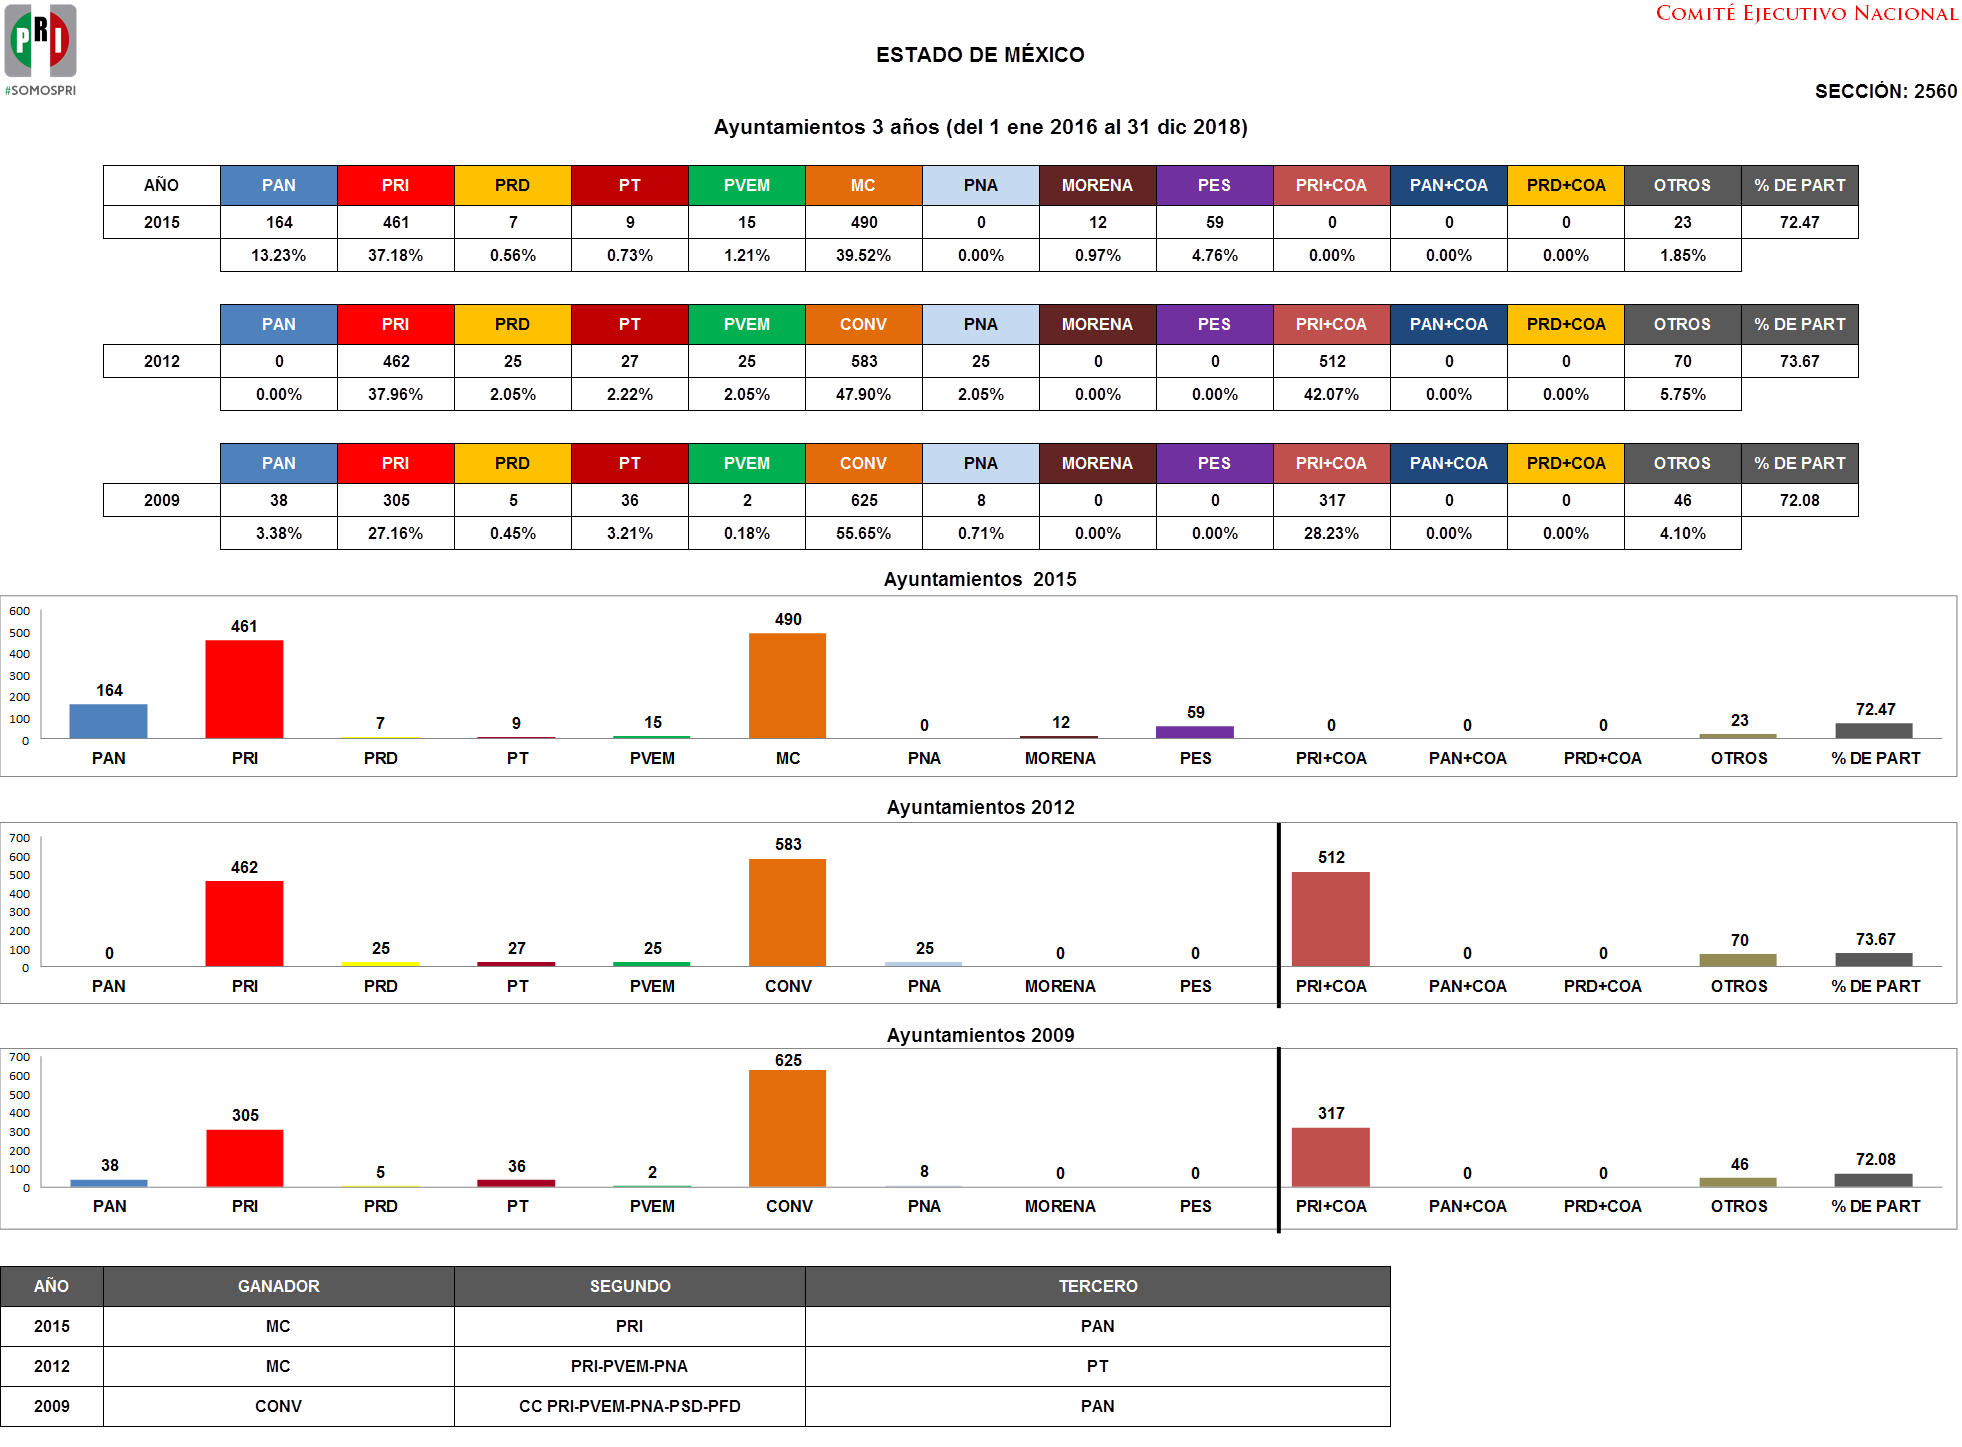 PRI
#SOMOSPRI
COMITÉ EJECUTIVO NACIONAL
ESTADO DE MÉXICO
SECCIÓN: 2560
Ayuntamientos 3 años (del 1 ene 2016 al 31 dic 2018)
AÑO PAN PRI PRD PT PVEM MC PNA MORENA PES PRI+COA PAN+COA PRD+COA OTROS % DE PART
2015 164 461 7 9 15 490 0 12 59 0 0 0 23 72.47
13.23% 37.18% 0.56% 0.73% 1.21% 39.52% 0.00% 0.97% 4.76% 0.00% 0.00% 0.00% 1.85%
PAN PRI PRD PT PVEM CONV PNA MORENA PES PRI+COA PAN+COA PRD+COA OTROS % DE PART
2012 0 462 25 27 25 583 25 0 0 512 0 0 70 73.67
0.00% 37.96% 2.05% 2.22% 2.05% 47.90% 2.05% 0.00% 0.00% 42.07% 0.00% 0.00% 5.75%
PAN PRI PRD PT PVEM CONV PNA MORENA PES PRI+COA PAN+COA PRD+COA OTROS % DE PART
2009 38 305 5 36 2 625 8 0 0 317 0 0 46 72.08
3.38% 27.16% 0.45% 3.21% 0.18% 55.65% 0.71% 0.00% 0.00% 28.23% 0.00% 0.00% 4.10%
Ayuntamientos 2015
600
500
400
300
200
100
0
164 461 7 9 15 490 0 12 59 0 0 0 23 72.47
PAN PRI PRD PT PVEM MC PNA MORENA PES PRI+COA PAN+COA PRD+COA OTROS % DE PART
Ayuntamientos 2012
700
600
500
400
300
200
100
0
0 462 25 27 25 583 25 0 0 512 0 0 70 73.67
PAN PRI PRD PT PVEM CONV PNA MORENA PES PRI+COA PAN+COA PRD+COA OTROS % DE PART
Ayuntamientos 2009
700
600
500
400
300
200
100
0
38 305 5 36 2 625 8 0 0 317 0 0 46 72.08
PAN PRI PRD PT PVEM CONV PNA MORENA PES PRI+COA PAN+COA PRD+COA OTROS % DE PART
AÑO GANADOR SEGUNDO TERCERO
2015 MC PRI PAN
2012 MC PRI-PVEM-PNA PT
2009 CONV CC PRI-PVEM-PNA-PSD-PFD PAN